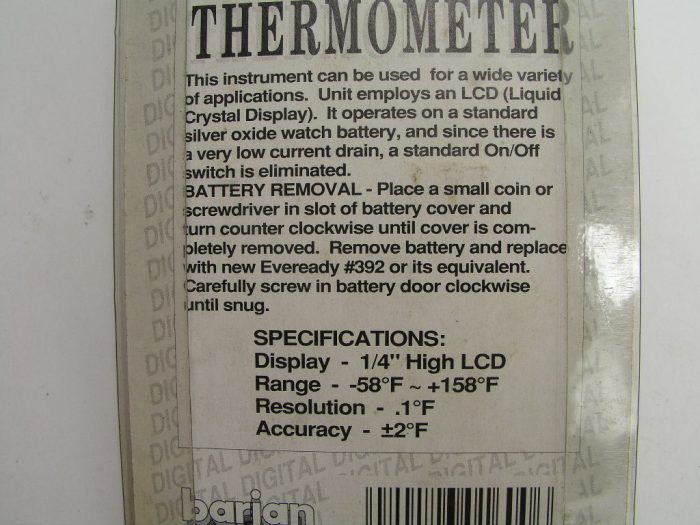 THERMOMETER
This instrument can be used for a wide variety
of applications. Unit employs an LCD (Liquid
Crystal Display). It operates on a standard
silver oxide watch battery, and since there is
a very low current drain, a standard On/Off
switch is eliminated.
BATTERY REMOVAL - Place a small coin or
screwdriver in slot of battery cover and
turn counter clockwise until cover is com-
pletely removed. Remove battery and replace
with new Eveready #392 or its equivalent.
Carefully screw in battery door clockwise
until snug.
SPECIFICATIONS:
Display - 1/4" High LCD
Range - -58°F ~ +158°F
Resolution - .1°F
Accuracy - ±2°F
DIGITAL DIGITAL DIGITAL DIGITAL
barjan